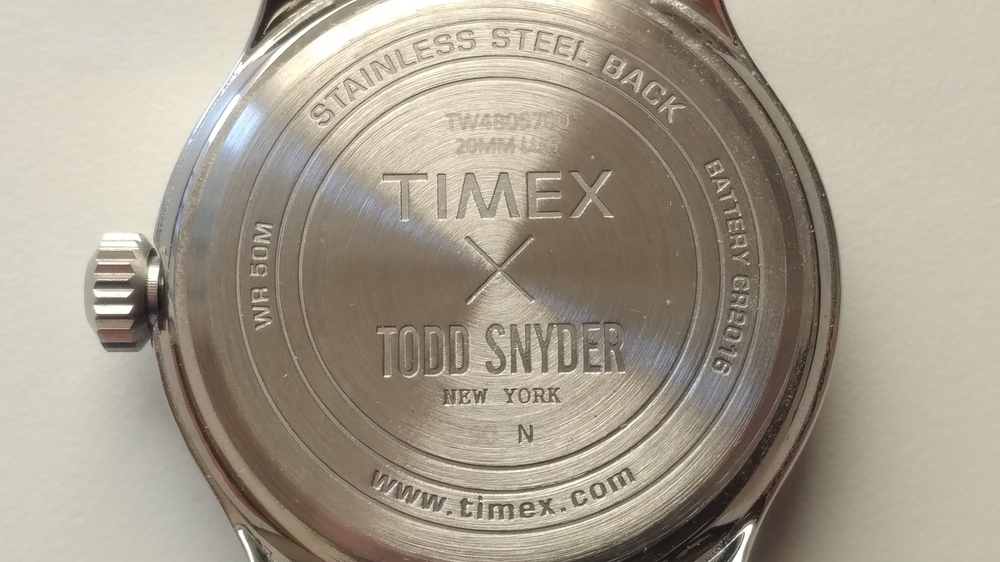 STAINLESS STEEL BACK
20MM LUG
TIMEX
X
TODD SNYDER
NEW YORK
N
WR 50M
BATTERY CR2016
www.timex.com